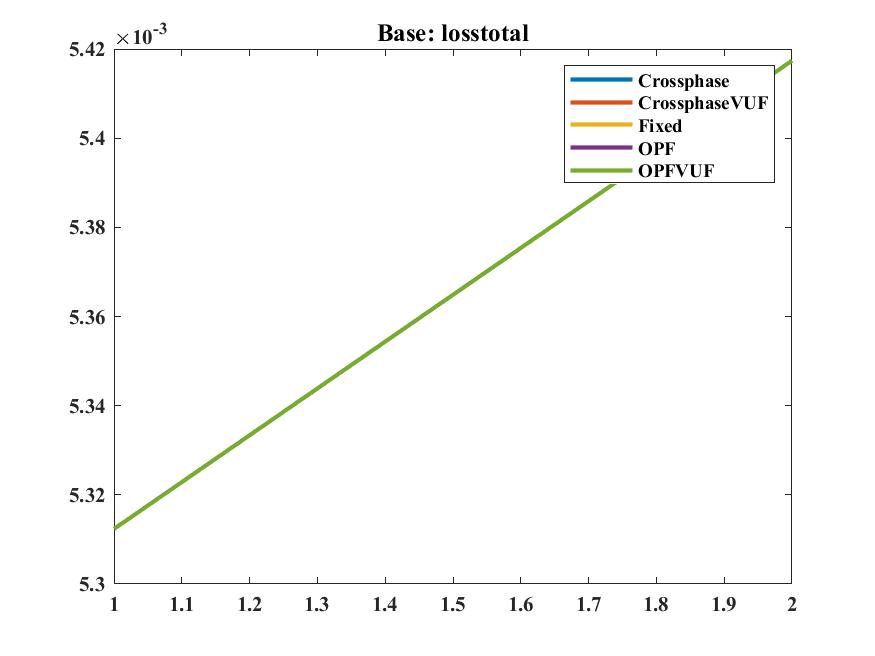 ×10⁻³
Base: losstotal
5.42
5.4
5.38
5.36
5.34
5.32
5.3
Crossphase
CrossphaseVUF
Fixed
OPF
OPFVUF
1 1.1 1.2 1.3 1.4 1.5 1.6 1.7 1.8 1.9 2